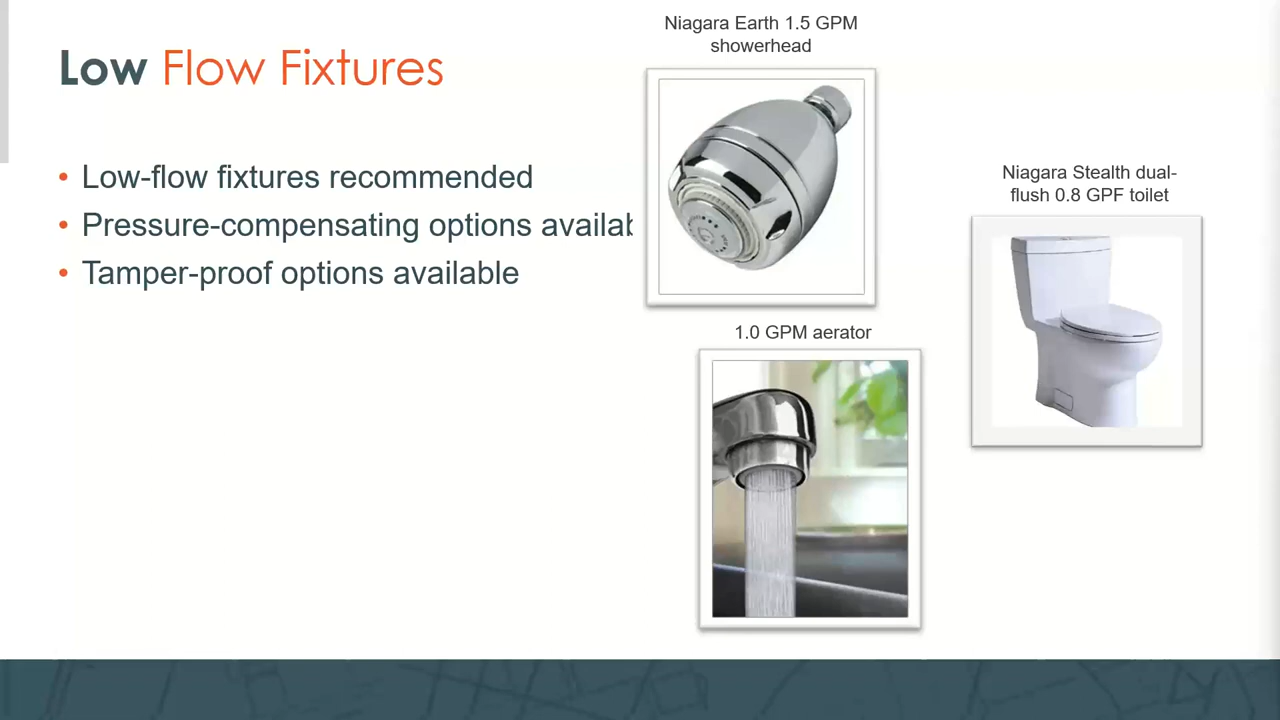 Low Flow Fixtures
• Low-flow fixtures recommended
• Pressure-compensating options availab
• Tamper-proof options available
Niagara Earth 1.5 GPM
showerhead
1.0 GPM aerator
Niagara Stealth dual-
flush 0.8 GPF toilet